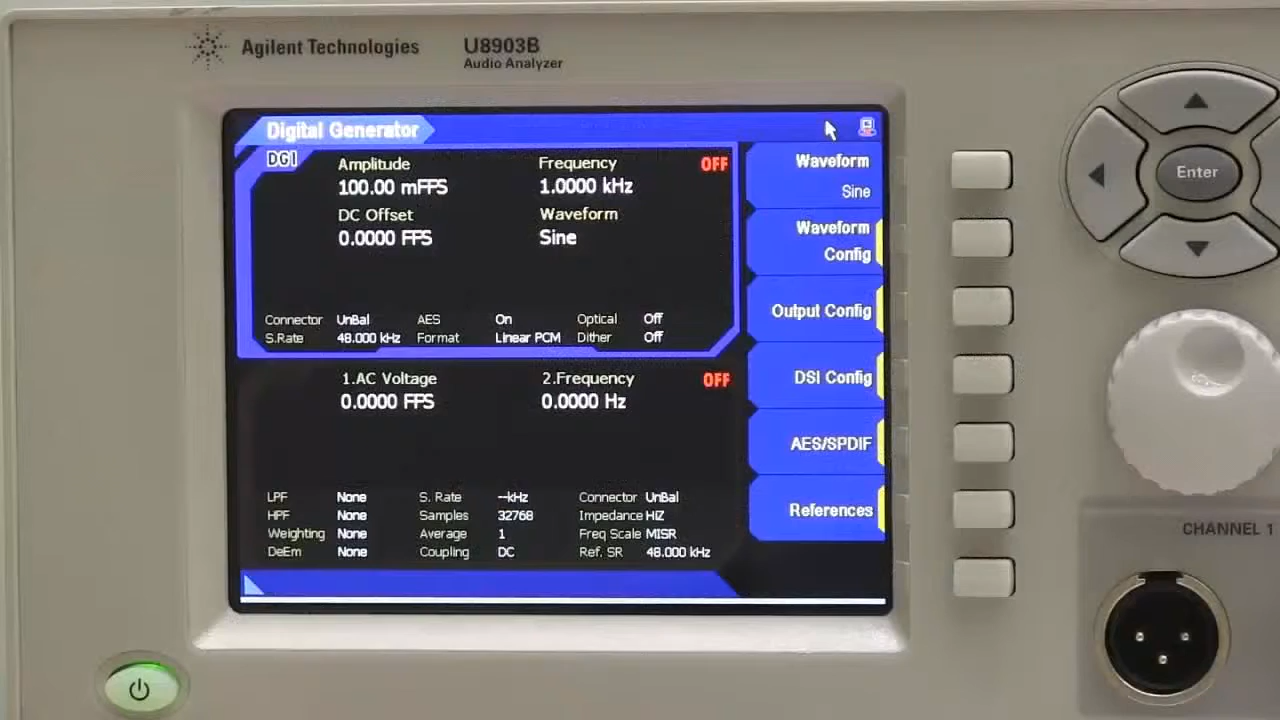 Agilent Technologies U8903B
Audio Analyzer
Digital Generator
DG1
Amplitude Frequency OFF
100.00 mFFS 1.0000 kHz
DC Offset Waveform
0.0000 FFS Sine
Connector UnBal AES On Optical Off
S.Rate 48.000 kHz Format Linear PCM Dither Off
1.AC Voltage 2.Frequency OFF
0.0000 FFS 0.0000 Hz
LPF None S. Rate --kHz Connector UnBal
HPF None Samples 32768 Impedance HiZ
Weighting None Average 1 Freq Scale MISR
DeEm None Coupling DC Ref. SR 48.000 kHz
Waveform
Sine
Waveform
Config
Output Config
DSI Config
AES/SPDIF
References
Enter
CHANNEL 1